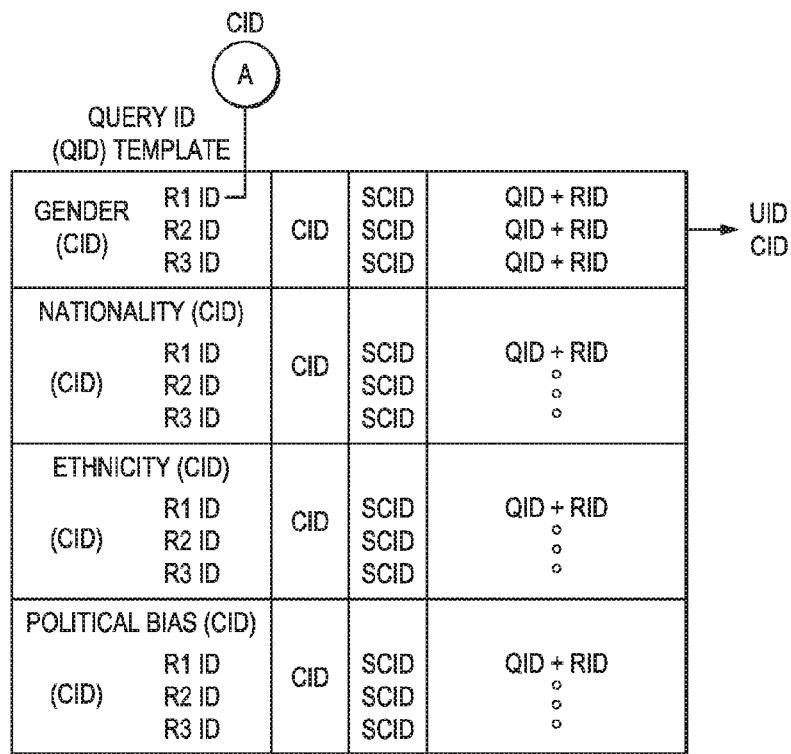 CID
A
QUERY ID
(QID) TEMPLATE
GENDER
(CID)
R1 ID
R2 ID
R3 ID
CID
SCID
SCID
SCID
QID + RID
QID + RID
QID + RID
UID
CID
NATIONALITY (CID)
(CID)
R1 ID
R2 ID
R3 ID
CID
SCID
SCID
SCID
QID + RID
ETHNICITY (CID)
(CID)
R1 ID
R2 ID
R3 ID
CID
SCID
SCID
SCID
QID + RID
POLITICAL BIAS (CID)
(CID)
R1 ID
R2 ID
R3 ID
CID
SCID
SCID
SCID
QID + RID